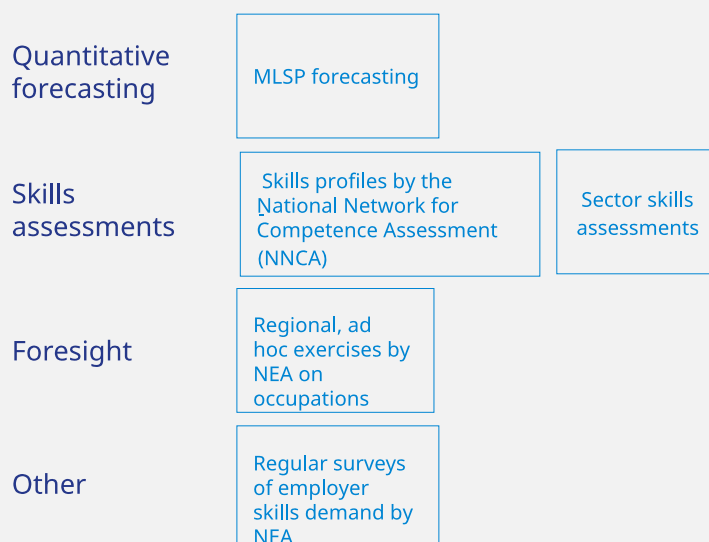 Quantitative
forecasting
MLSP forecasting
Skills
assessments
Skills profiles by the
National Network for
Competence Assessment
(NNCA)
Sector skills
assessments
Foresight
Regional, ad
hoc exercises by
NEA on
occupations
Other
Regular surveys
of employer
skills demand by
NEA